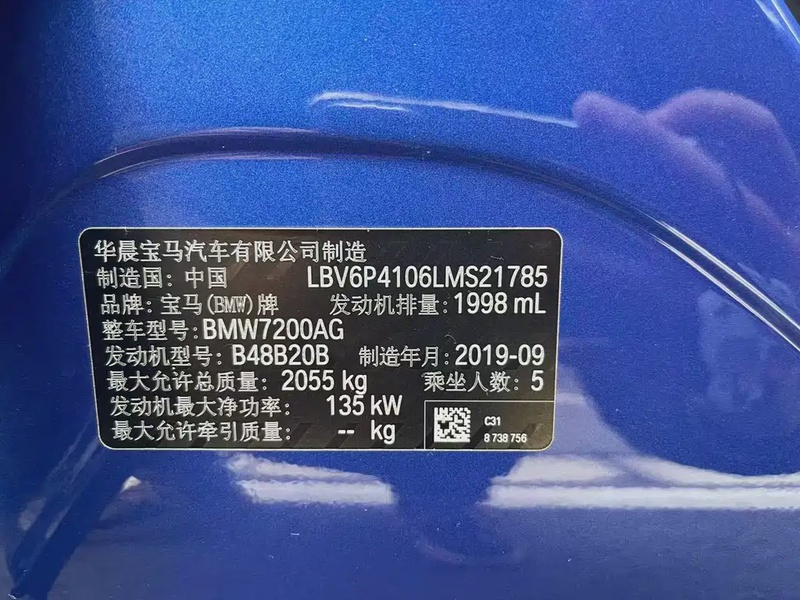 华晨宝马汽车有限公司制造
制造国: 中国 LBV6P4106LMS21785
品牌: 宝马(BMW)牌 发动机排量: 1998 mL
整车型号: BMW7200AG
发动机型号: B48B20B 制造年月: 2019-09
最大允许总质量: 2055 kg 乘坐人数: 5
发动机最大净功率: 135 kW
最大允许牵引质量: -- kg
C31
8 738 756